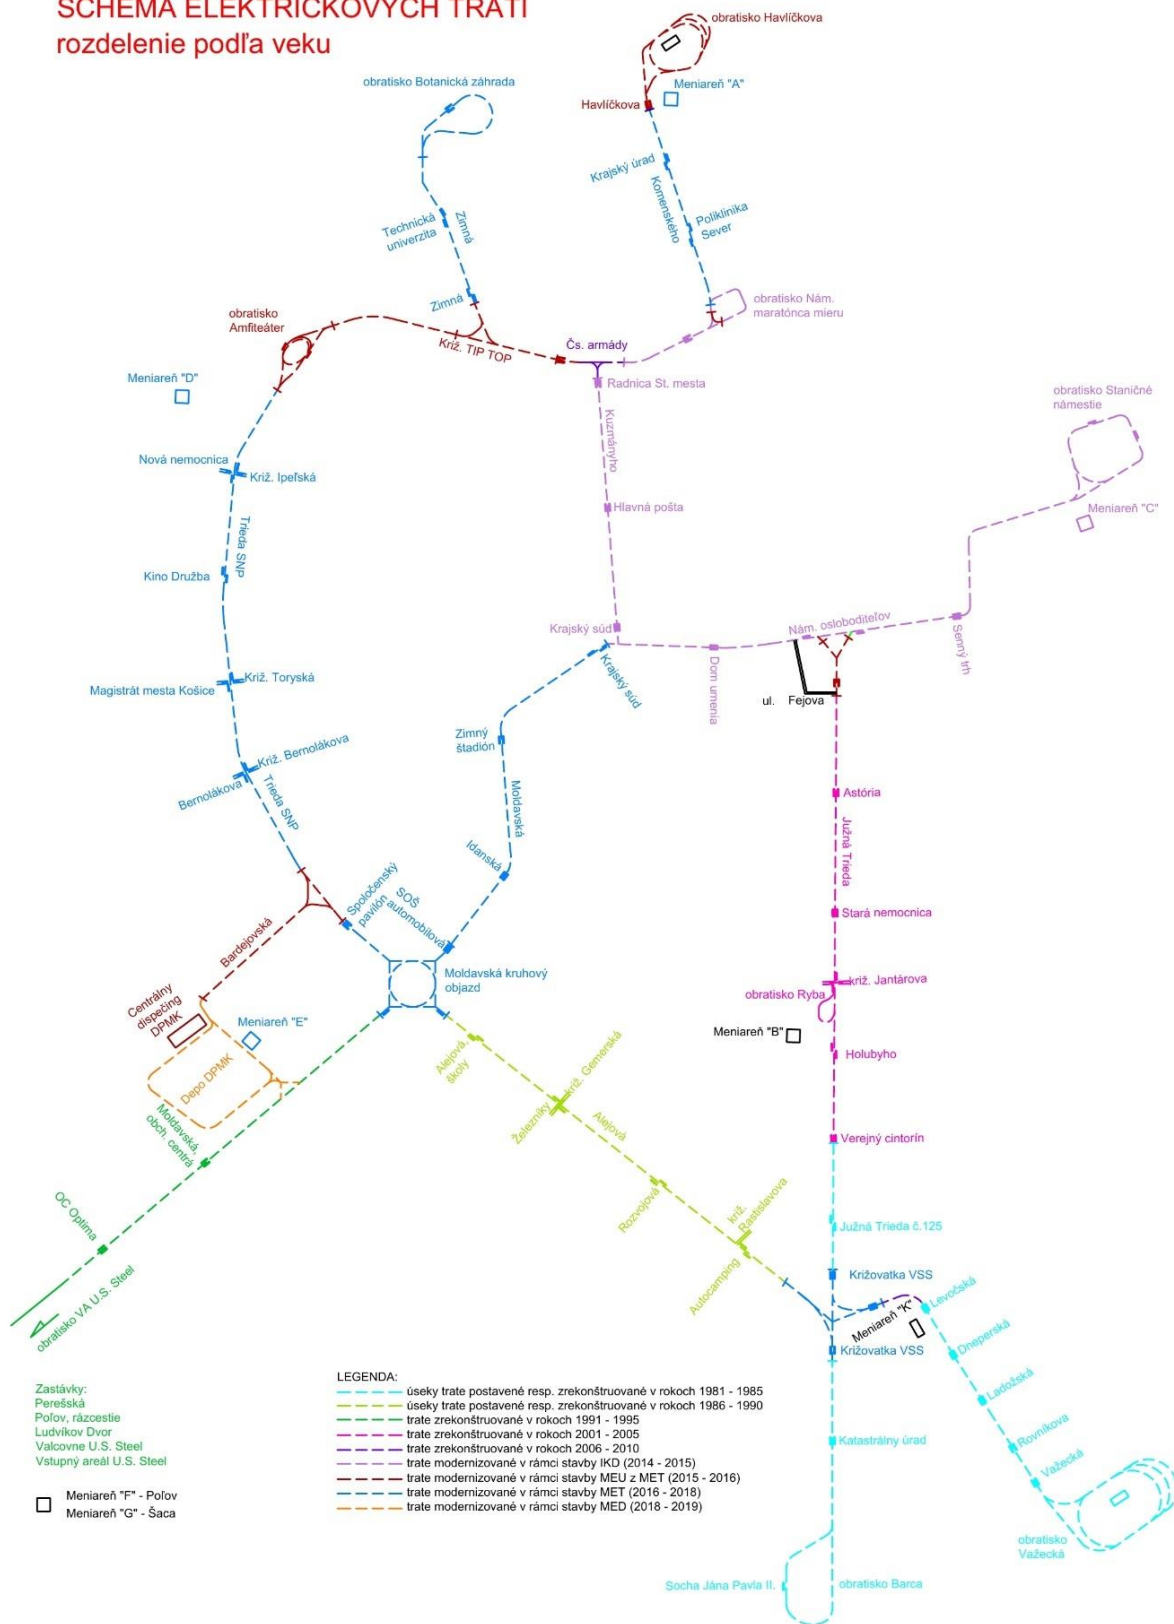 SCHÉMA ELEKTRIČKOVÝCH TRATÍ
rozdelenie podľa veku
obratisko Havlíčkova
obratisko Botanická záhrada
Meniareň "A"
Havlíčkova
Krajský úrad
Komenského
Poliklinika
Sever
Technická
univerzita
Zimná
Zimná
obratisko Nám.
maratónca mieru
obratisko
Amfiteáter
Križ. TIP TOP
Čs. armády
Radnica St. mesta
Meniareň "D"
obratisko Staničné
námestie
Kuzmányho
Nová nemocnica
Križ. Ipeľská
Hlavná pošta
Meniareň "C"
Trieda SNP
Kino Družba
Krajský súd
Nám. osloboditeľov
Senný trh
Krajský súd
Dom umenia
Križ. Toryská
Magistrát mesta Košice
ul. Fejova
Zimný
štadión
Križ. Bernolákova
Bernolákova
Trieda SNP
Moldavská
Astória
Južná Trieda
Idanská
Spoločenský
pavilón
SOŠ
automobilová
Stará nemocnica
Bardejovská
Moldavská kruhový
objazd
križ. Jantárova
obratisko Ryba
Centrálny
dispečing
DPMK
Meniareň "E"
Meniareň "B"
Alejová,
školy
Holubyho
Depo DPMK
križ. Gemerská
Železníky
Alejová
Moldavská,
obch. centrá
Verejný cintorín
Rozvojová
križ.
Rastislavova
OC Optima
Južná Trieda č.125
Autocamping
Križovatka VSS
obratisko VA U.S. Steel
Meniareň "K"
Levočská
Dneperská
Križovatka VSS
Ladožská
Rovníkova
Važecká
Katastrálny úrad
obratisko
Važecká
Socha Jána Pavla II.
obratisko Barca
Zastávky:
Perešská
Poľov, rázcestie
Ludvíkov Dvor
Valcovne U.S. Steel
Vstupný areál U.S. Steel
Meniareň "F" - Poľov
Meniareň "G" - Šaca
LEGENDA:
úseky trate postavené resp. zrekonštruované v rokoch 1981 - 1985
úseky trate postavené resp. zrekonštruované v rokoch 1986 - 1990
trate zrekonštruované v rokoch 1991 - 1995
trate zrekonštruované v rokoch 2001 - 2005
trate zrekonštruované v rokoch 2006 - 2010
trate modernizované v rámci stavby IKD (2014 - 2015)
trate modernizované v rámci stavby MEU z MET (2015 - 2016)
trate modernizované v rámci stavby MET (2016 - 2018)
trate modernizované v rámci stavby MED (2018 - 2019)